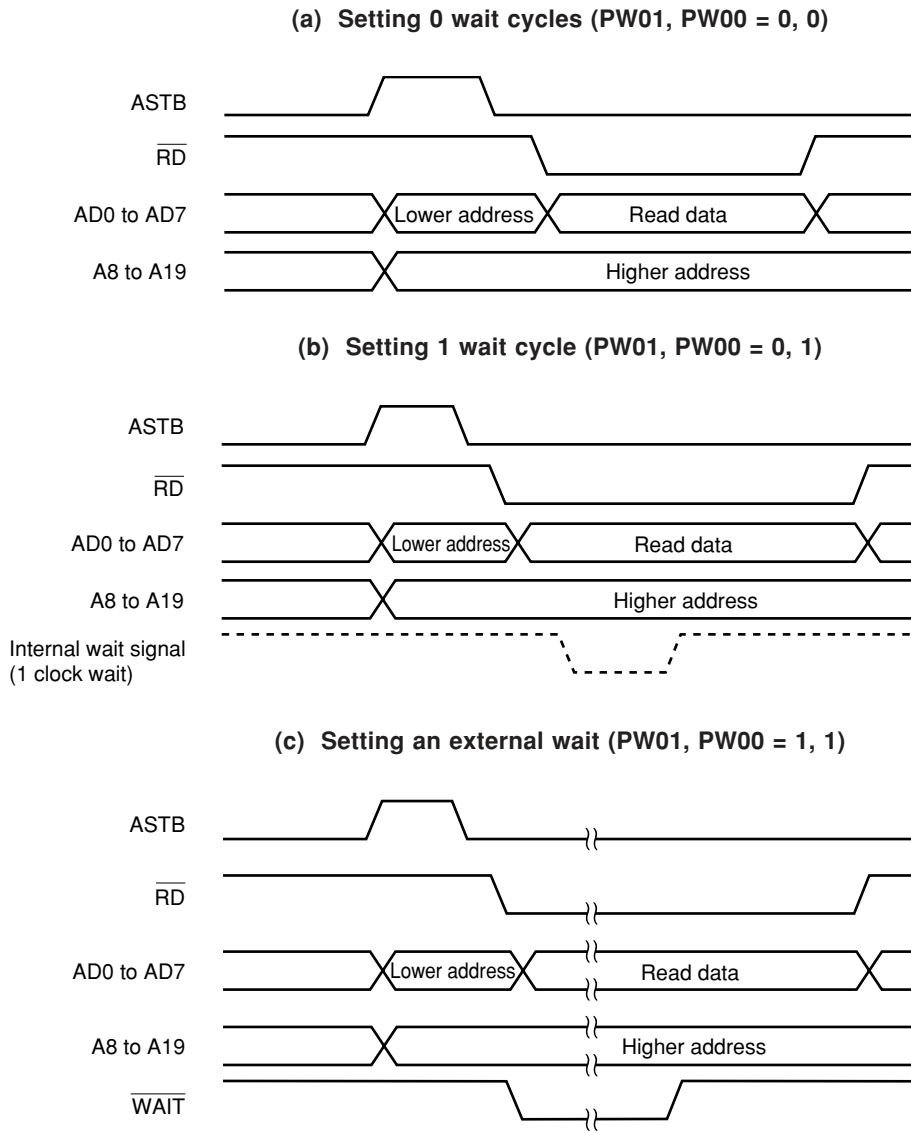 (a) Setting 0 wait cycles (PW01, PW00 = 0, 0)
ASTB
RD
AD0 to AD7
Lower address
Read data
A8 to A19
Higher address
(b) Setting 1 wait cycle (PW01, PW00 = 0, 1)
ASTB
RD
AD0 to AD7
Lower address
Read data
A8 to A19
Higher address
Internal wait signal
(1 clock wait)
(c) Setting an external wait (PW01, PW00 = 1, 1)
ASTB
RD
AD0 to AD7
Lower address
Read data
A8 to A19
Higher address
WAIT